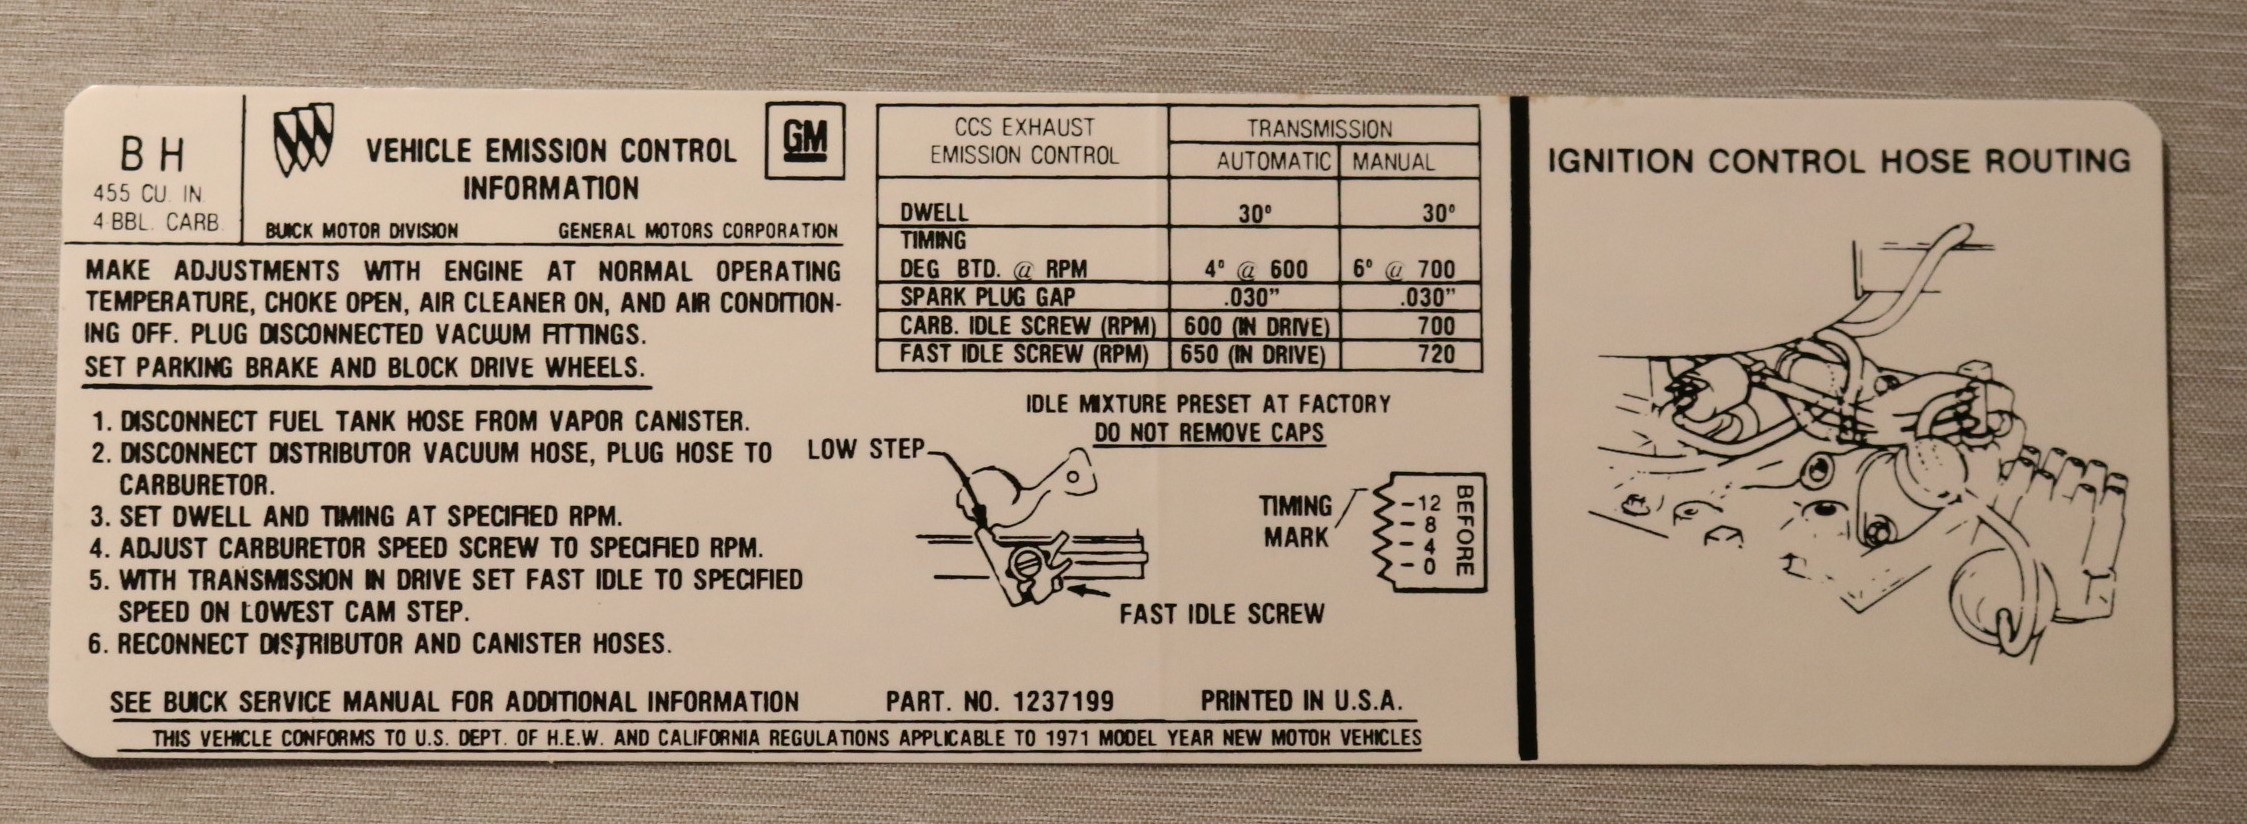 B H
455 CU. IN.
4 BBL. CARB.
VEHICLE EMISSION CONTROL
INFORMATION
GM
BUICK MOTOR DIVISION GENERAL MOTORS CORPORATION
MAKE ADJUSTMENTS WITH ENGINE AT NORMAL OPERATING
TEMPERATURE, CHOKE OPEN, AIR CLEANER ON, AND AIR CONDITION-
ING OFF. PLUG DISCONNECTED VACUUM FITTINGS.
SET PARKING BRAKE AND BLOCK DRIVE WHEELS.
1. DISCONNECT FUEL TANK HOSE FROM VAPOR CANISTER.
2. DISCONNECT DISTRIBUTOR VACUUM HOSE, PLUG HOSE TO
CARBURETOR.
3. SET DWELL AND TIMING AT SPECIFIED RPM.
4. ADJUST CARBURETOR SPEED SCREW TO SPECIFIED RPM.
5. WITH TRANSMISSION IN DRIVE SET FAST IDLE TO SPECIFIED
SPEED ON LOWEST CAM STEP.
6. RECONNECT DISTRIBUTOR AND CANISTER HOSES.
CCS EXHAUST TRANSMISSION
EMISSION CONTROL AUTOMATIC MANUAL
DWELL 30° 30°
TIMING
DEG BTD. @ RPM 4° @ 600 6° @ 700
SPARK PLUG GAP .030" .030"
CARB. IDLE SCREW (RPM) 600 (IN DRIVE) 700
FAST IDLE SCREW (RPM) 650 (IN DRIVE) 720
IDLE MIXTURE PRESET AT FACTORY
DO NOT REMOVE CAPS
LOW STEP
FAST IDLE SCREW
TIMING
MARK
12
8
4
0
BEFORE
SEE BUICK SERVICE MANUAL FOR ADDITIONAL INFORMATION PART. NO. 1237199 PRINTED IN U.S.A.
THIS VEHICLE CONFORMS TO U.S. DEPT. OF H.E.W. AND CALIFORNIA REGULATIONS APPLICABLE TO 1971 MODEL YEAR NEW MOTOR VEHICLES
IGNITION CONTROL HOSE ROUTING